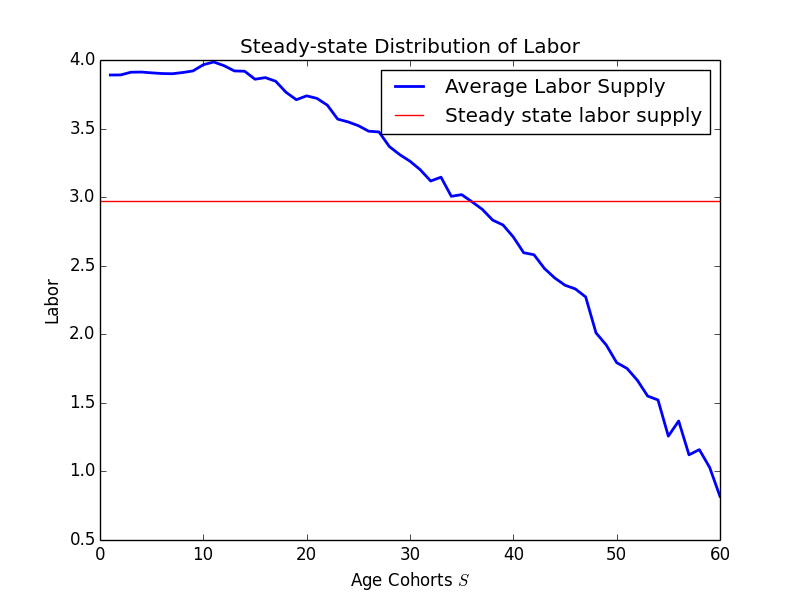 Steady-state Distribution of Labor
Average Labor Supply
Steady state labor supply
4.0
3.5
3.0
2.5
2.0
1.5
1.0
0.5
Labor
0 10 20 30 40 50 60
Age Cohorts S